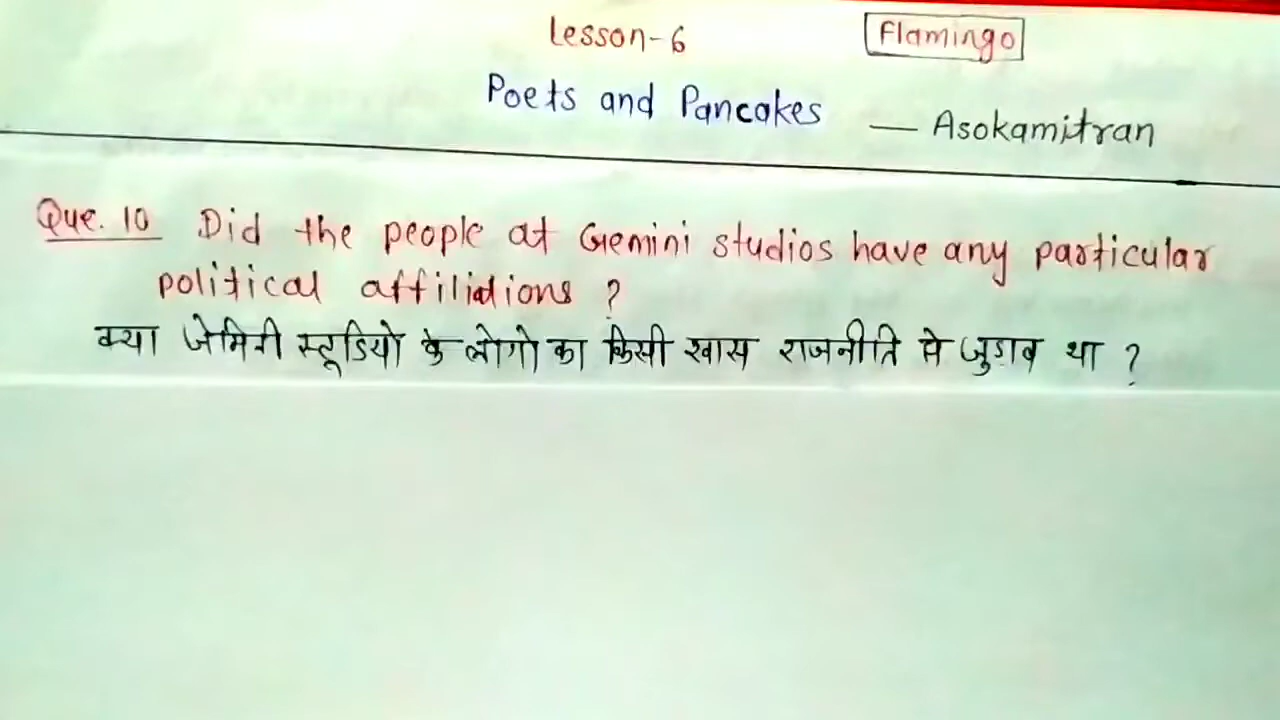 Lesson-6
Flamingo
Poets and Pancakes
— Asokamitran
Que. 10 Did the people at Gemini studios have any particular
political affiliations ?
क्या जेमिनी स्टूडियो के लोगो का किसी खास राजनीति से जुड़ाव था ?